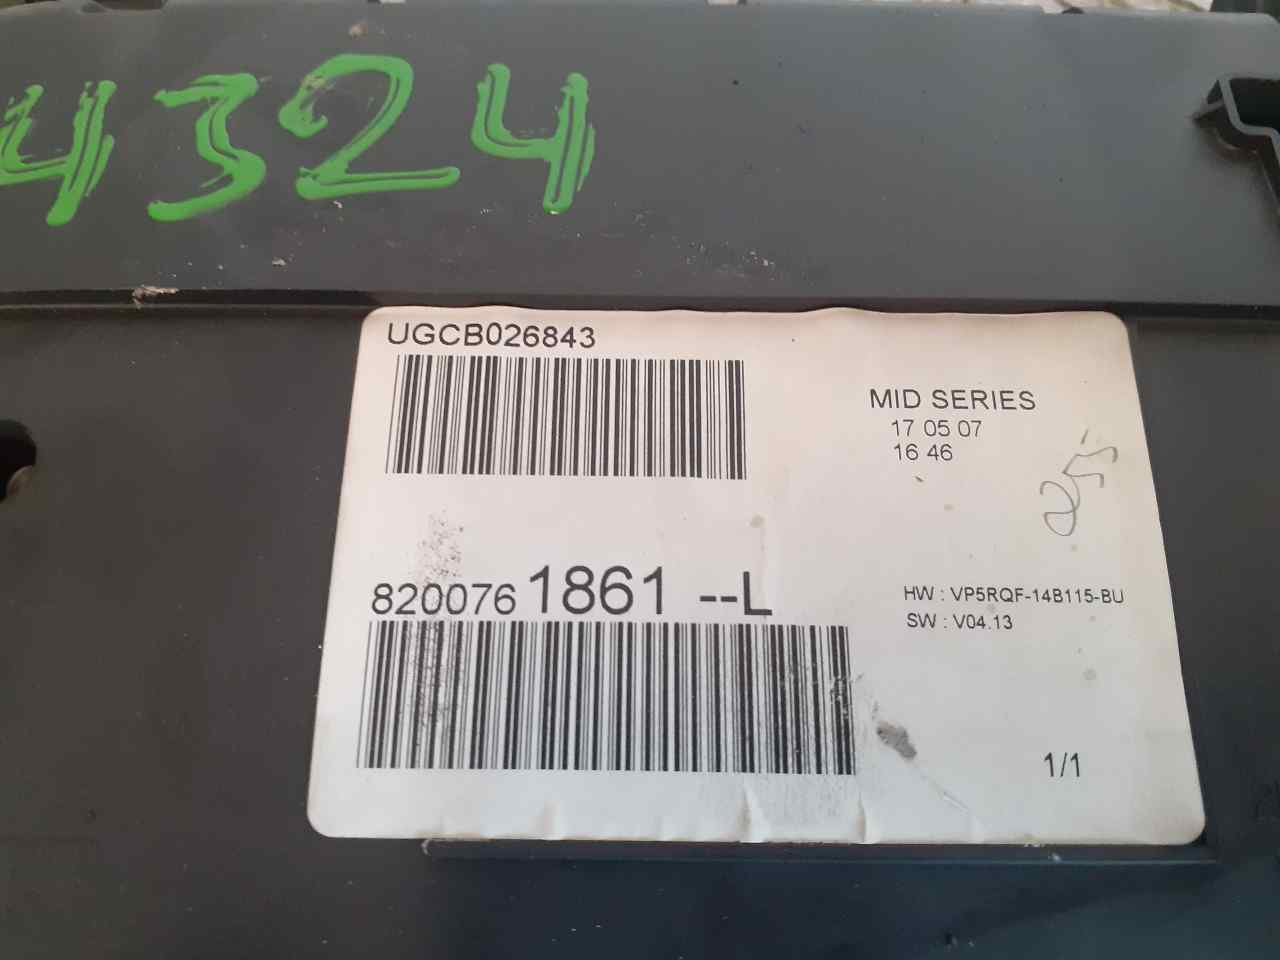 4324
UGCB026843
MID SERIES
17 05 07
16 46
25
8200761861 --L
HW : VP5RQF-14B115-BU
SW : V04.13
1/1